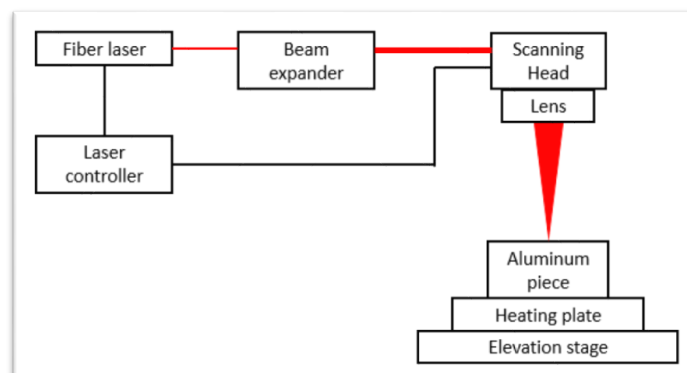 Fiber laser
Beam
expander
Scanning
Head
Lens
Laser
controller
Aluminum
piece
Heating plate
Elevation stage